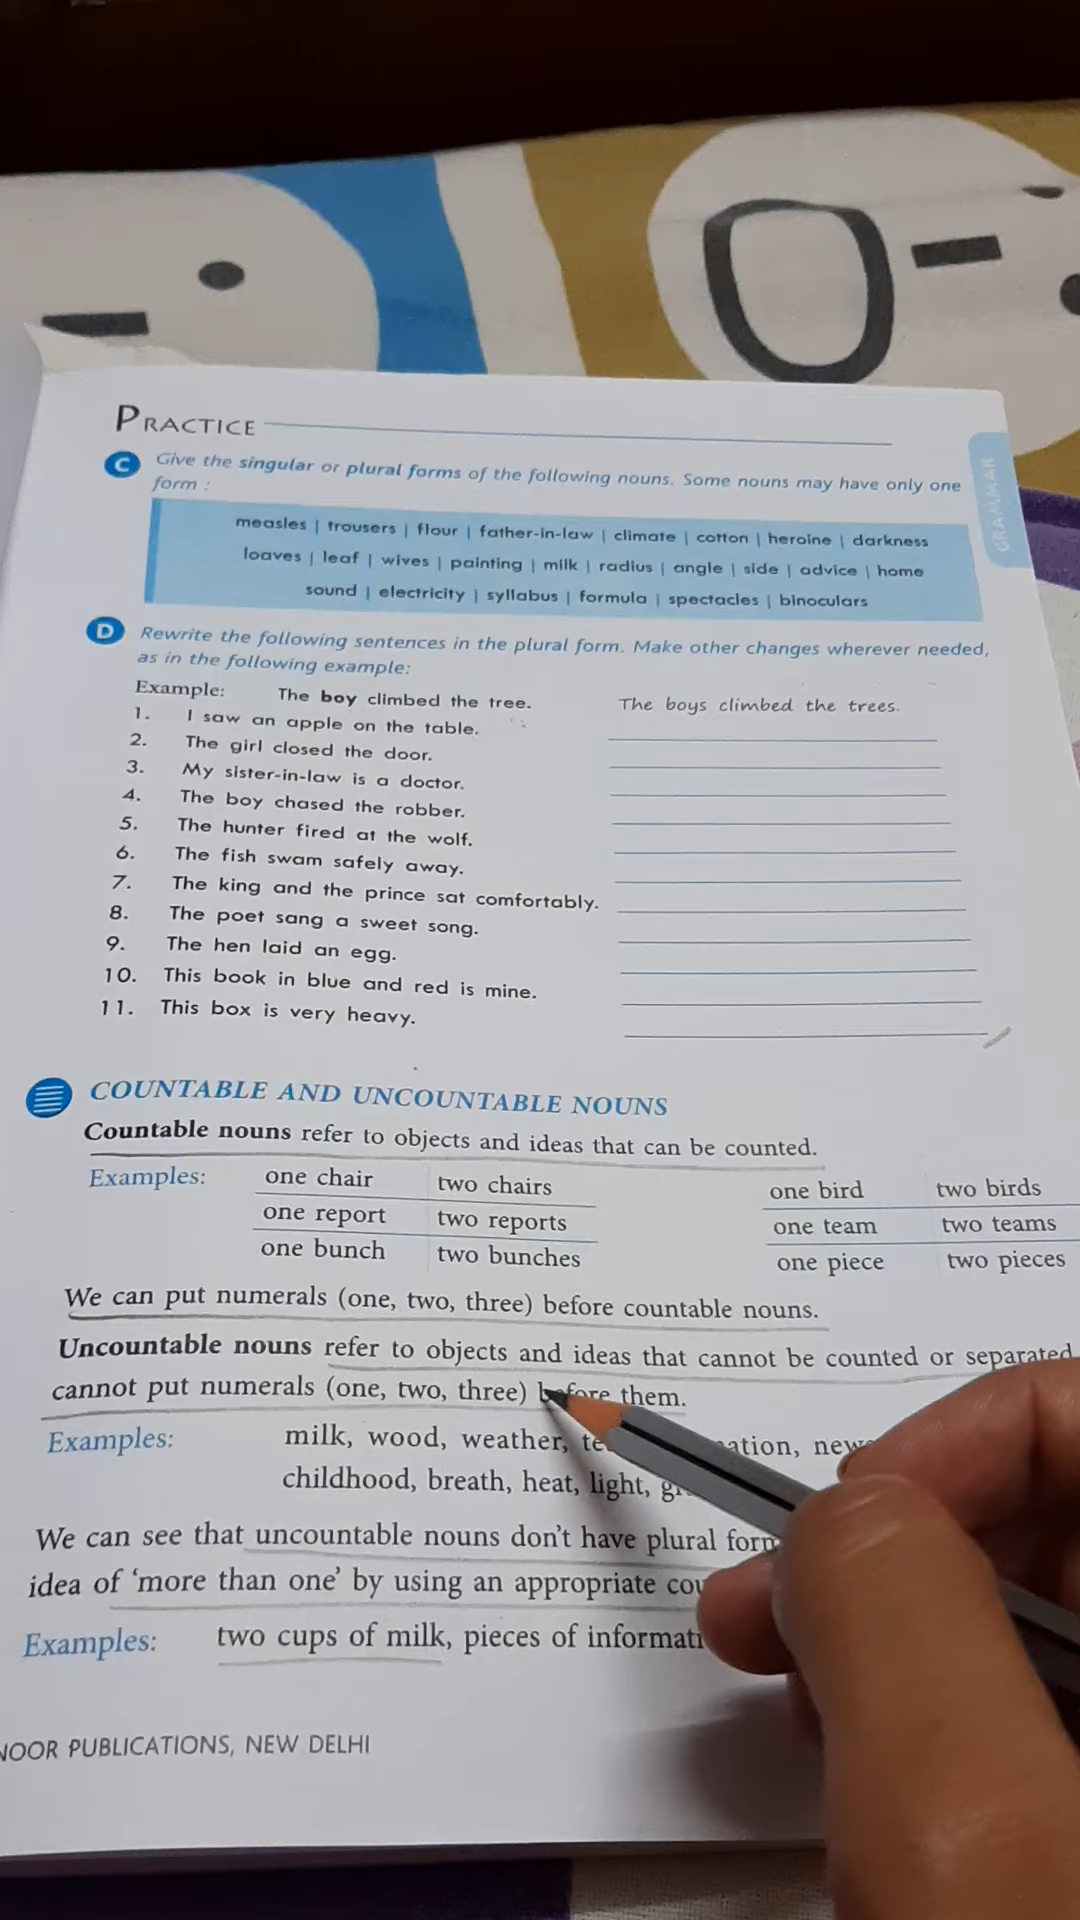 PRACTICE
GRAMMAR
C Give the singular or plural forms of the following nouns. Some nouns may have only one
form :
measles | trousers | flour | father-in-law | climate | cotton | heroine | darkness
loaves | leaf | wives | painting | milk | radius | angle | side | advice | home
sound | electricity | syllabus | formula | spectacles | binoculars
D Rewrite the following sentences in the plural form. Make other changes wherever needed,
as in the following example:
Example: The boy climbed the tree. The boys climbed the trees.
1. I saw an apple on the table.
2. The girl closed the door.
3. My sister-in-law is a doctor.
4. The boy chased the robber.
5. The hunter fired at the wolf.
6. The fish swam safely away.
7. The king and the prince sat comfortably.
8. The poet sang a sweet song.
9. The hen laid an egg.
10. This book in blue and red is mine.
11. This box is very heavy.
COUNTABLE AND UNCOUNTABLE NOUNS
Countable nouns refer to objects and ideas that can be counted.
Examples: one chair two chairs one bird two birds
one report two reports one team two teams
one bunch two bunches one piece two pieces
We can put numerals (one, two, three) before countable nouns.
Uncountable nouns refer to objects and ideas that cannot be counted or separated
cannot put numerals (one, two, three) before them.
Examples: milk, wood, weather,
childhood, breath, heat, light,
We can see that uncountable nouns don't have plural
idea of 'more than one' by using an appropriate
Examples: two cups of milk, pieces of
PUBLICATIONS, NEW DELHI